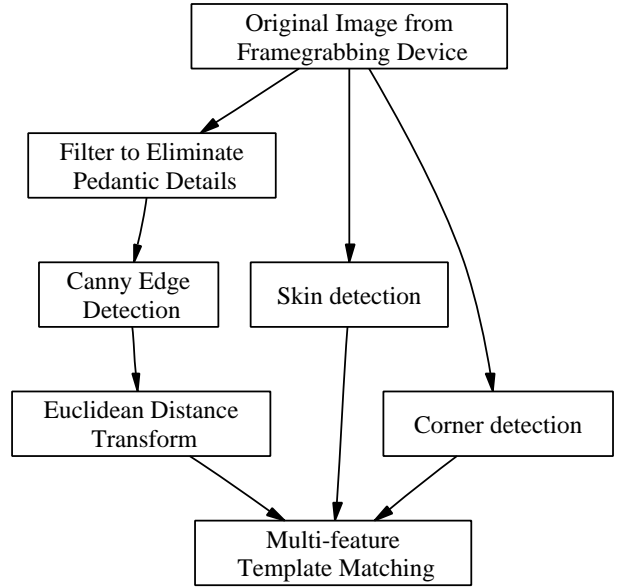 Original Image from
Framegrabbing Device
Filter to Eliminate
Pedantic Details
Canny Edge
Detection
Skin detection
Euclidean Distance
Transform
Corner detection
Multi-feature
Template Matching